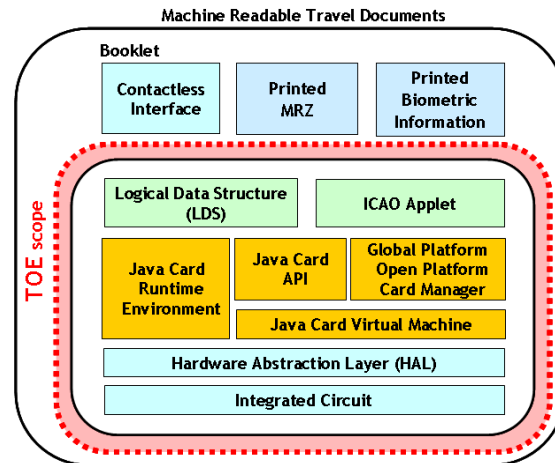 Machine Readable Travel Documents
Booklet
Contactless
Interface
Printed
MRZ
Printed
Biometric
Information
TOE scope
Logical Data Structure
(LDS)
ICAO Applet
Java Card
Runtime
Environment
Java Card
API
Global Platform
Open Platform
Card Manager
Java Card Virtual Machine
Hardware Abstraction Layer (HAL)
Integrated Circuit